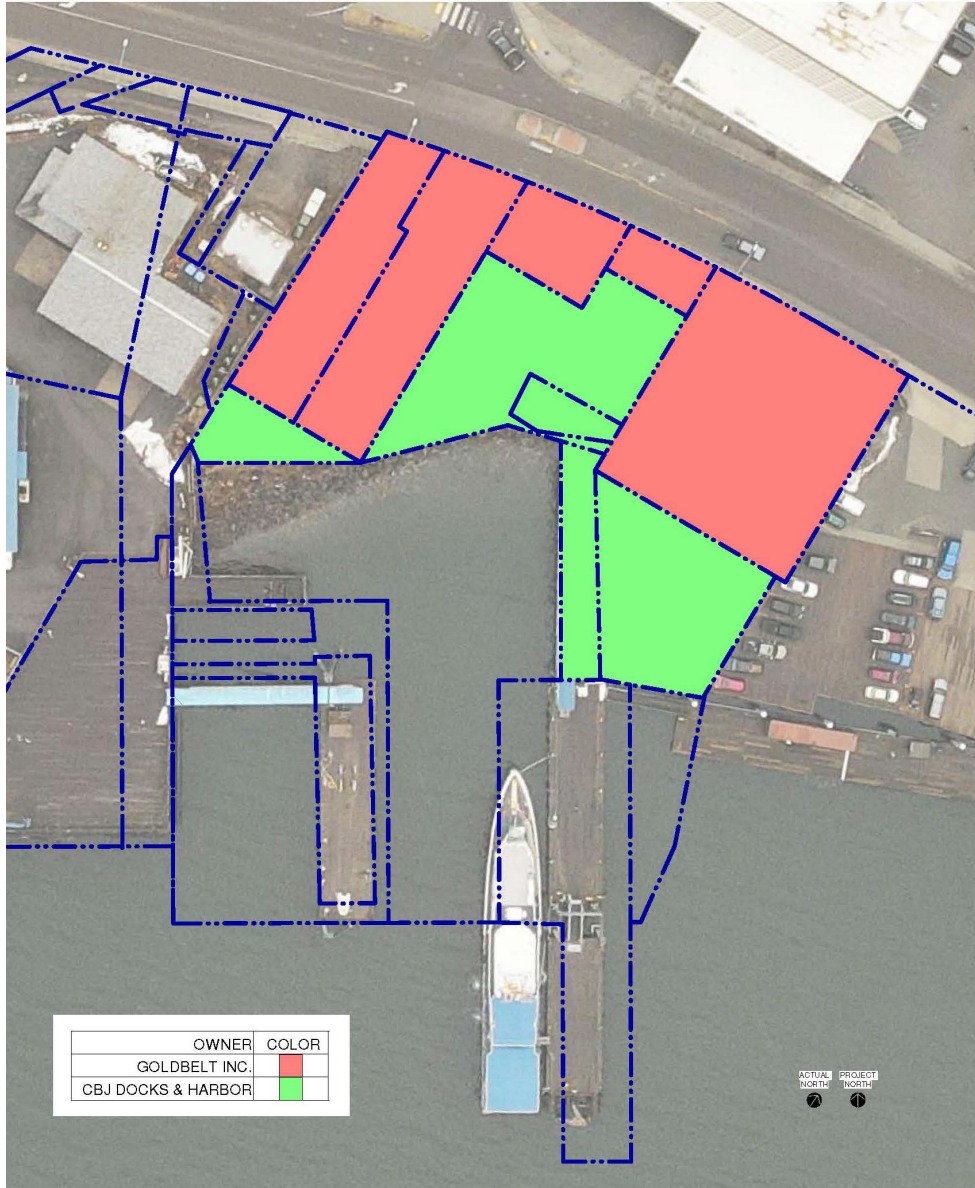 OWNER COLOR
GOLDBELT INC.
CBJ DOCKS & HARBOR
ACTUAL NORTH
PROJECT NORTH